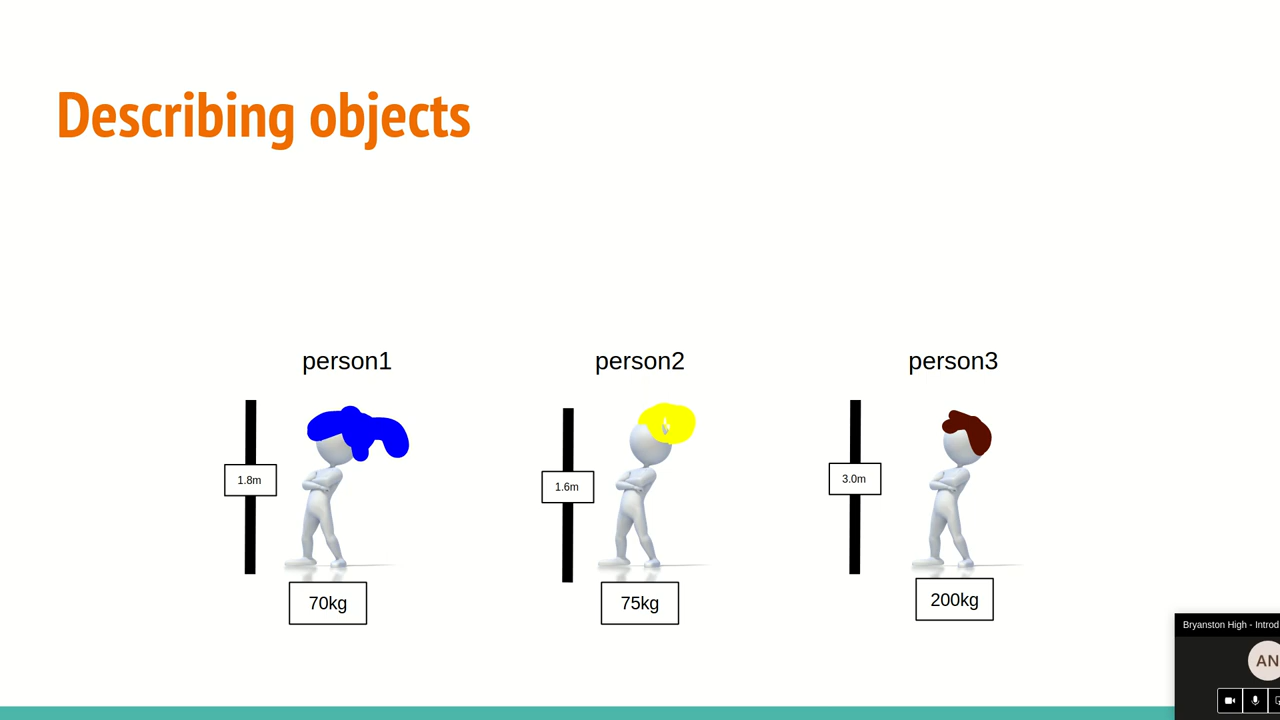 Describing objects
person1
person2
person3
1.8m
1.6m
3.0m
70kg
75kg
200kg
Bryanston High - Introd
AN